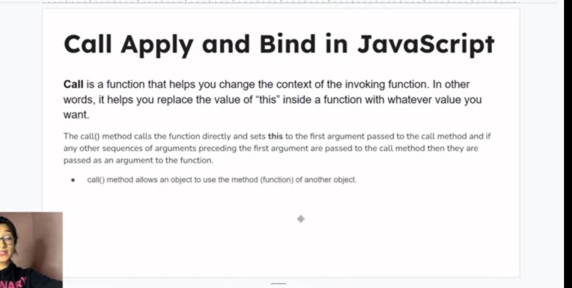 Call Apply and Bind in JavaScript
Call is a function that helps you change the context of the invoking function. In other
words, it helps you replace the value of “this” inside a function with whatever value you
want.
The call() method calls the function directly and sets this to the first argument passed to the call method and if
any other sequences of arguments preceding the first argument are passed to the call method then they are
passed as an argument to the function.
• call() method allows an object to use the method (function) of another object.